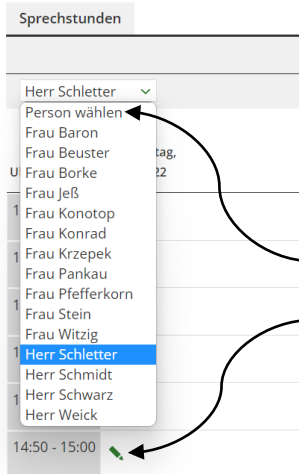 Sprechstunden
Herr Schletter
Person wählen
Frau Baron
Frau Beuster
Frau Borke
Frau Jeß
Frau Konotop
Frau Konrad
Frau Krzepek
Frau Pankau
Frau Pfefferkorn
Frau Stein
Frau Witzig
Herr Schletter
Herr Schmidt
Herr Schwarz
Herr Weick
14:50 - 15:00